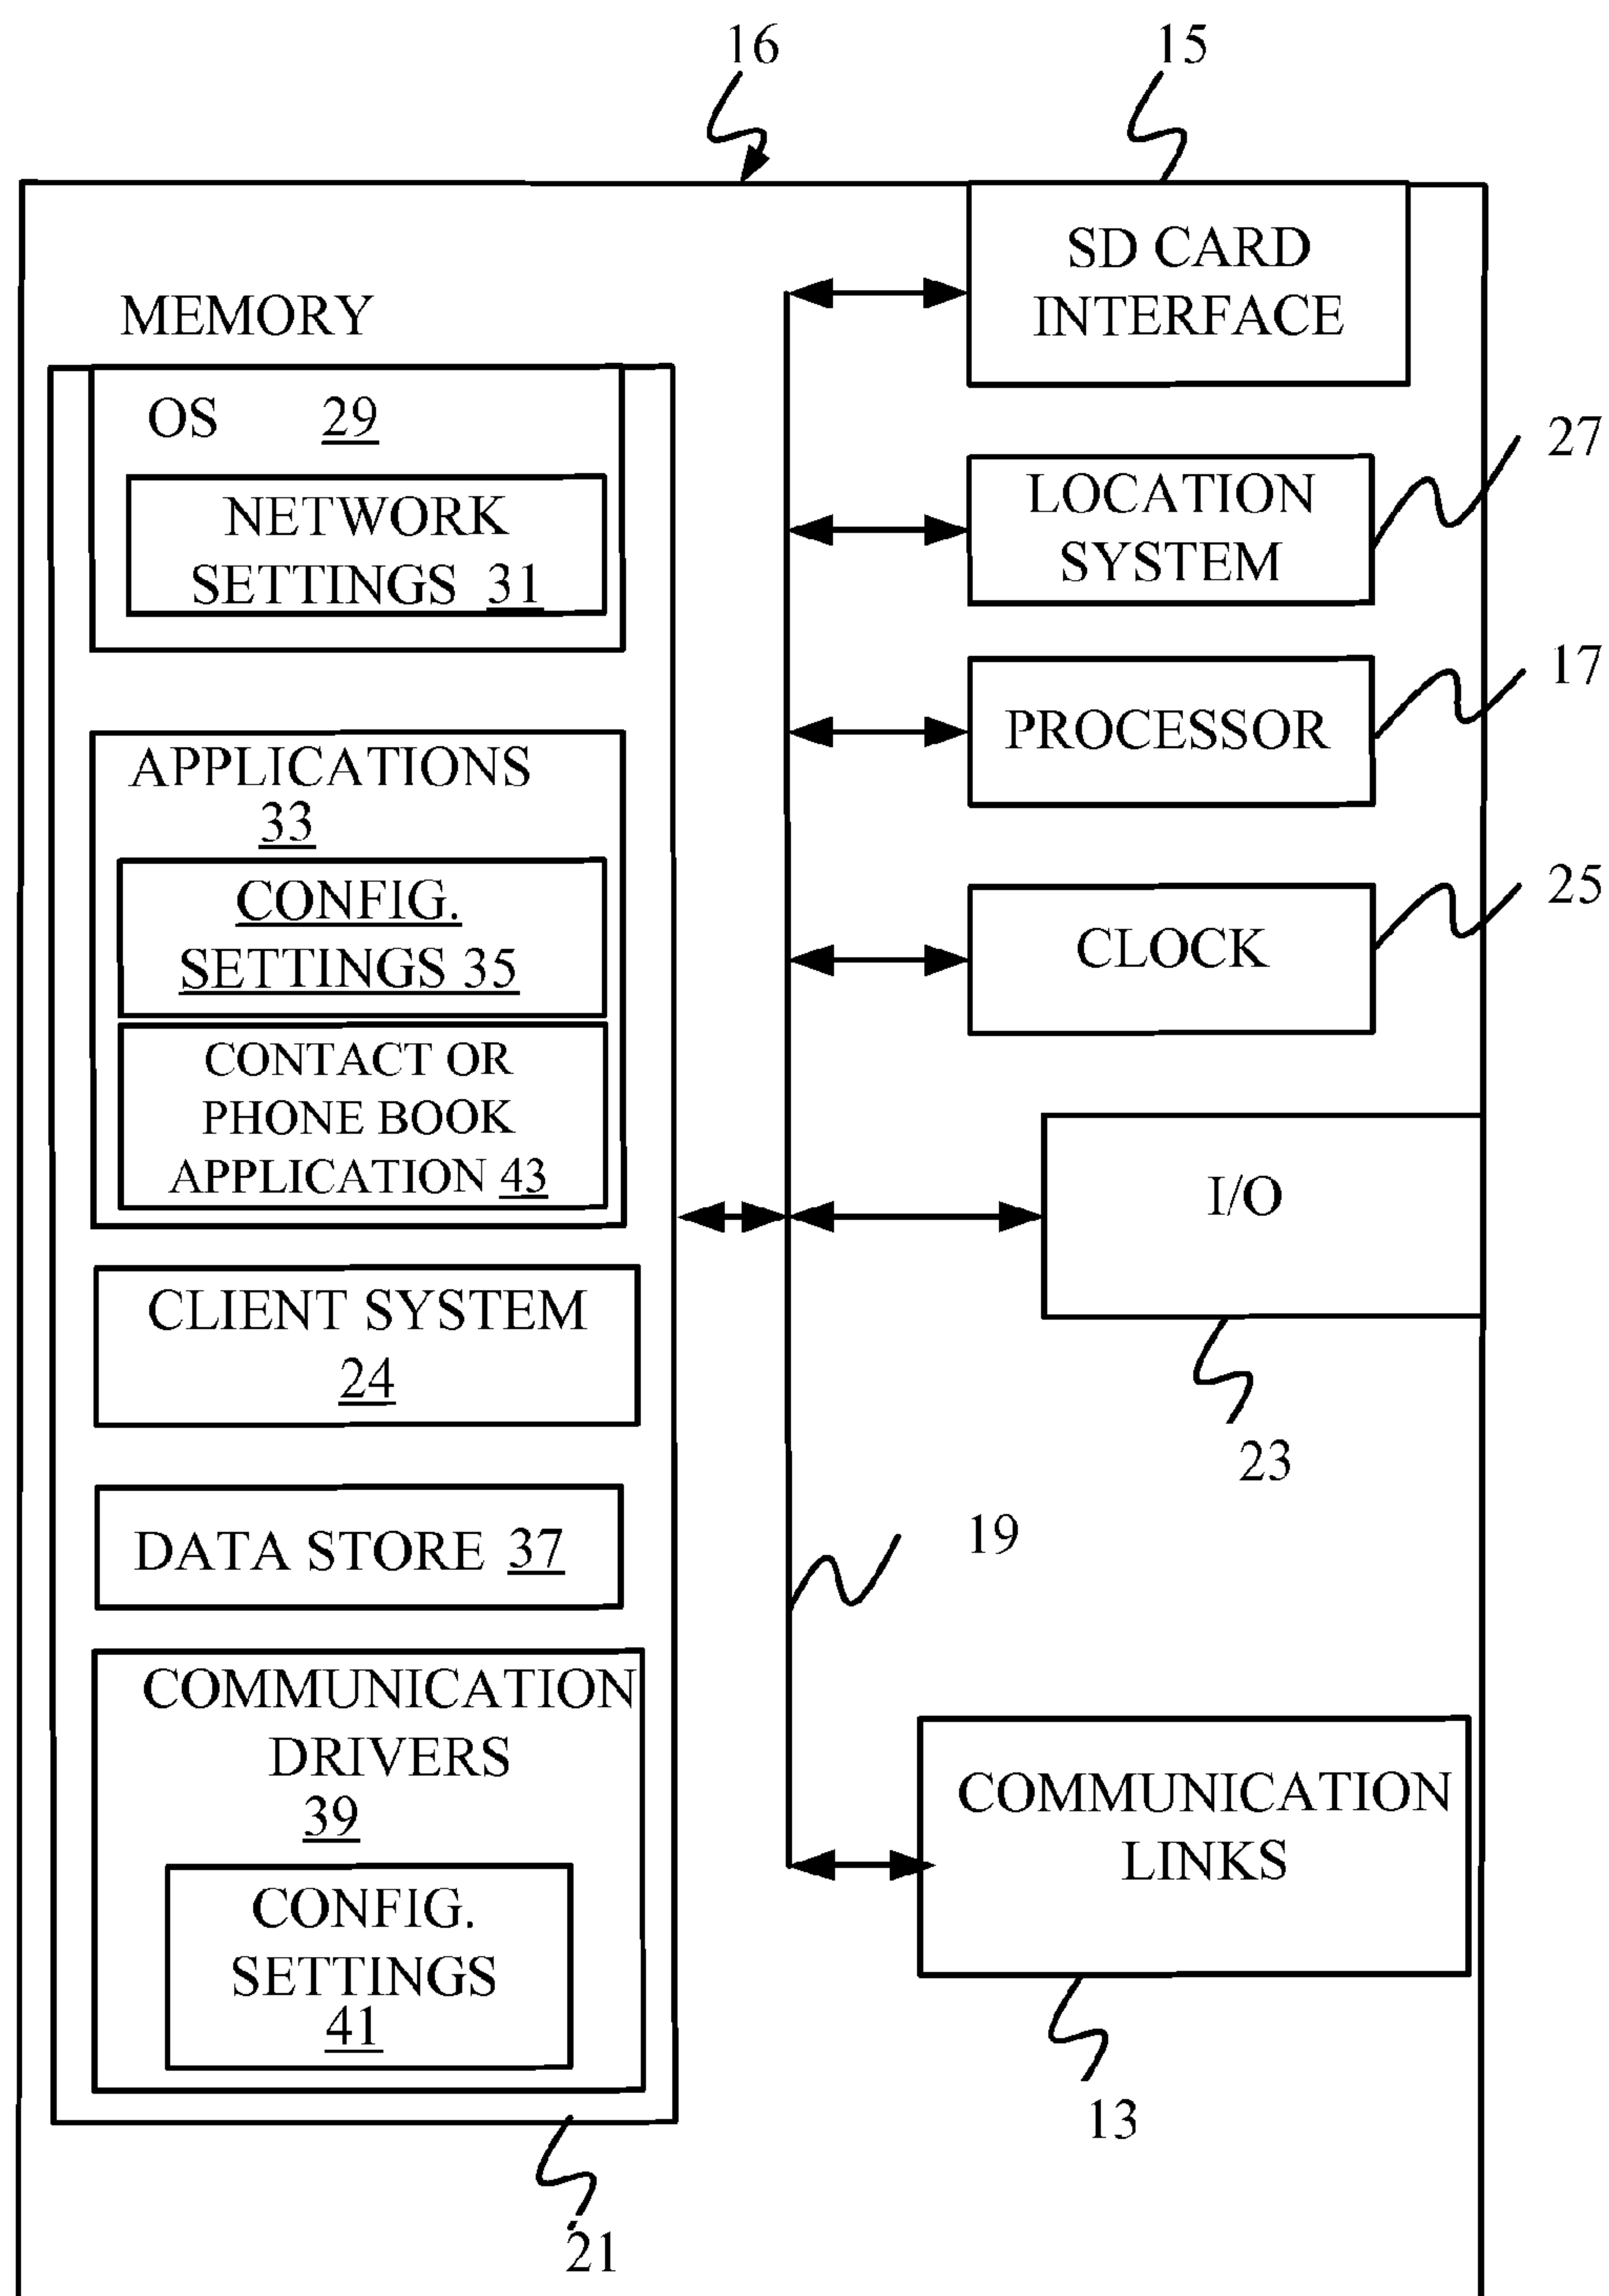 16
15
SD CARD
INTERFACE
MEMORY
OS 29
NETWORK
SETTINGS 31
27
LOCATION
SYSTEM
17
PROCESSOR
APPLICATIONS
33
CONFIG.
SETTINGS 35
CONTACT OR
PHONE BOOK
APPLICATION 43
25
CLOCK
I/O
23
CLIENT SYSTEM
24
19
DATA STORE 37
COMMUNICATION
DRIVERS
39
CONFIG.
SETTINGS
41
COMMUNICATION
LINKS
13
21